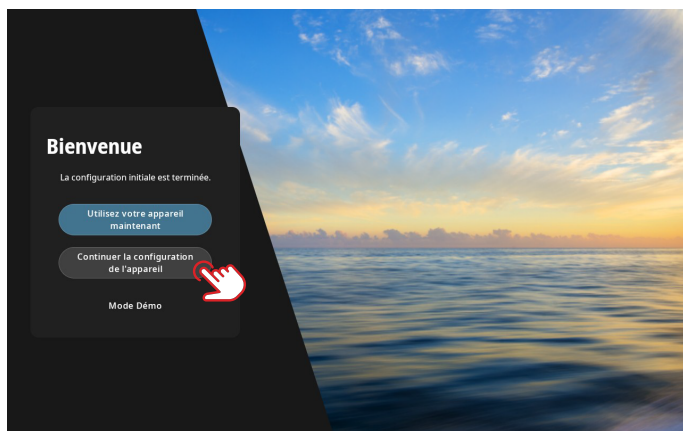 Bienvenue
La configuration initiale est terminée.
Utilisez votre appareil
maintenant
Continuer la configuration
de l'appareil
Mode Démo